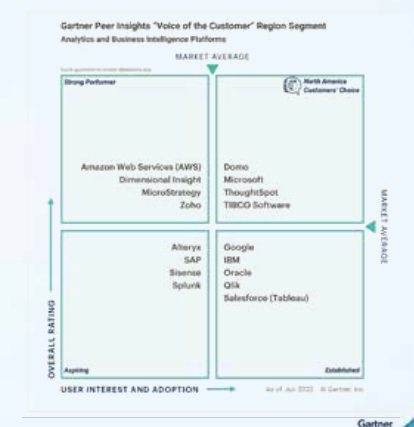 Gartner Peer Insights "Voice of the Customer" Region Segment
Analytics and Business Intelligence Platforms
MARKET AVERAGE
Strong Performer
North America
Customers' Choice
Amazon Web Services (AWS)
Dimensional Insight
MicroStrategy
Zoho
Domo
Microsoft
ThoughtSpot
TIBCO Software
MARKET AVERAGE
Alteryx
SAP
Sisense
Splunk
Google
IBM
Oracle
Qlik
Salesforce (Tableau)
OVERALL RATING
Aspiring
Established
USER INTEREST AND ADOPTION
As of Jun © Gartner, Inc
Gartner